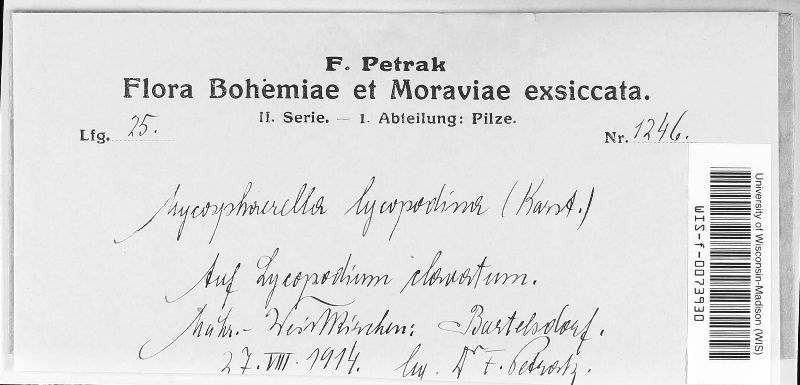 F. Petrak
Flora Bohemiae et Moraviae exsiccata.
II. Serie. — 1. Abteilung: Pilze.
Lfg. 25.
Nr. 1246.
Mycosphaerella lycopodina (Karst.)
Auf Lycopodium clavatum.
Mähr.-Weisskirchen: Bartelsdorf.
27. VIII. 1914. lg. Dr F. Petrak.
University of Wisconsin-Madison (WIS)
WIS-f-0073930